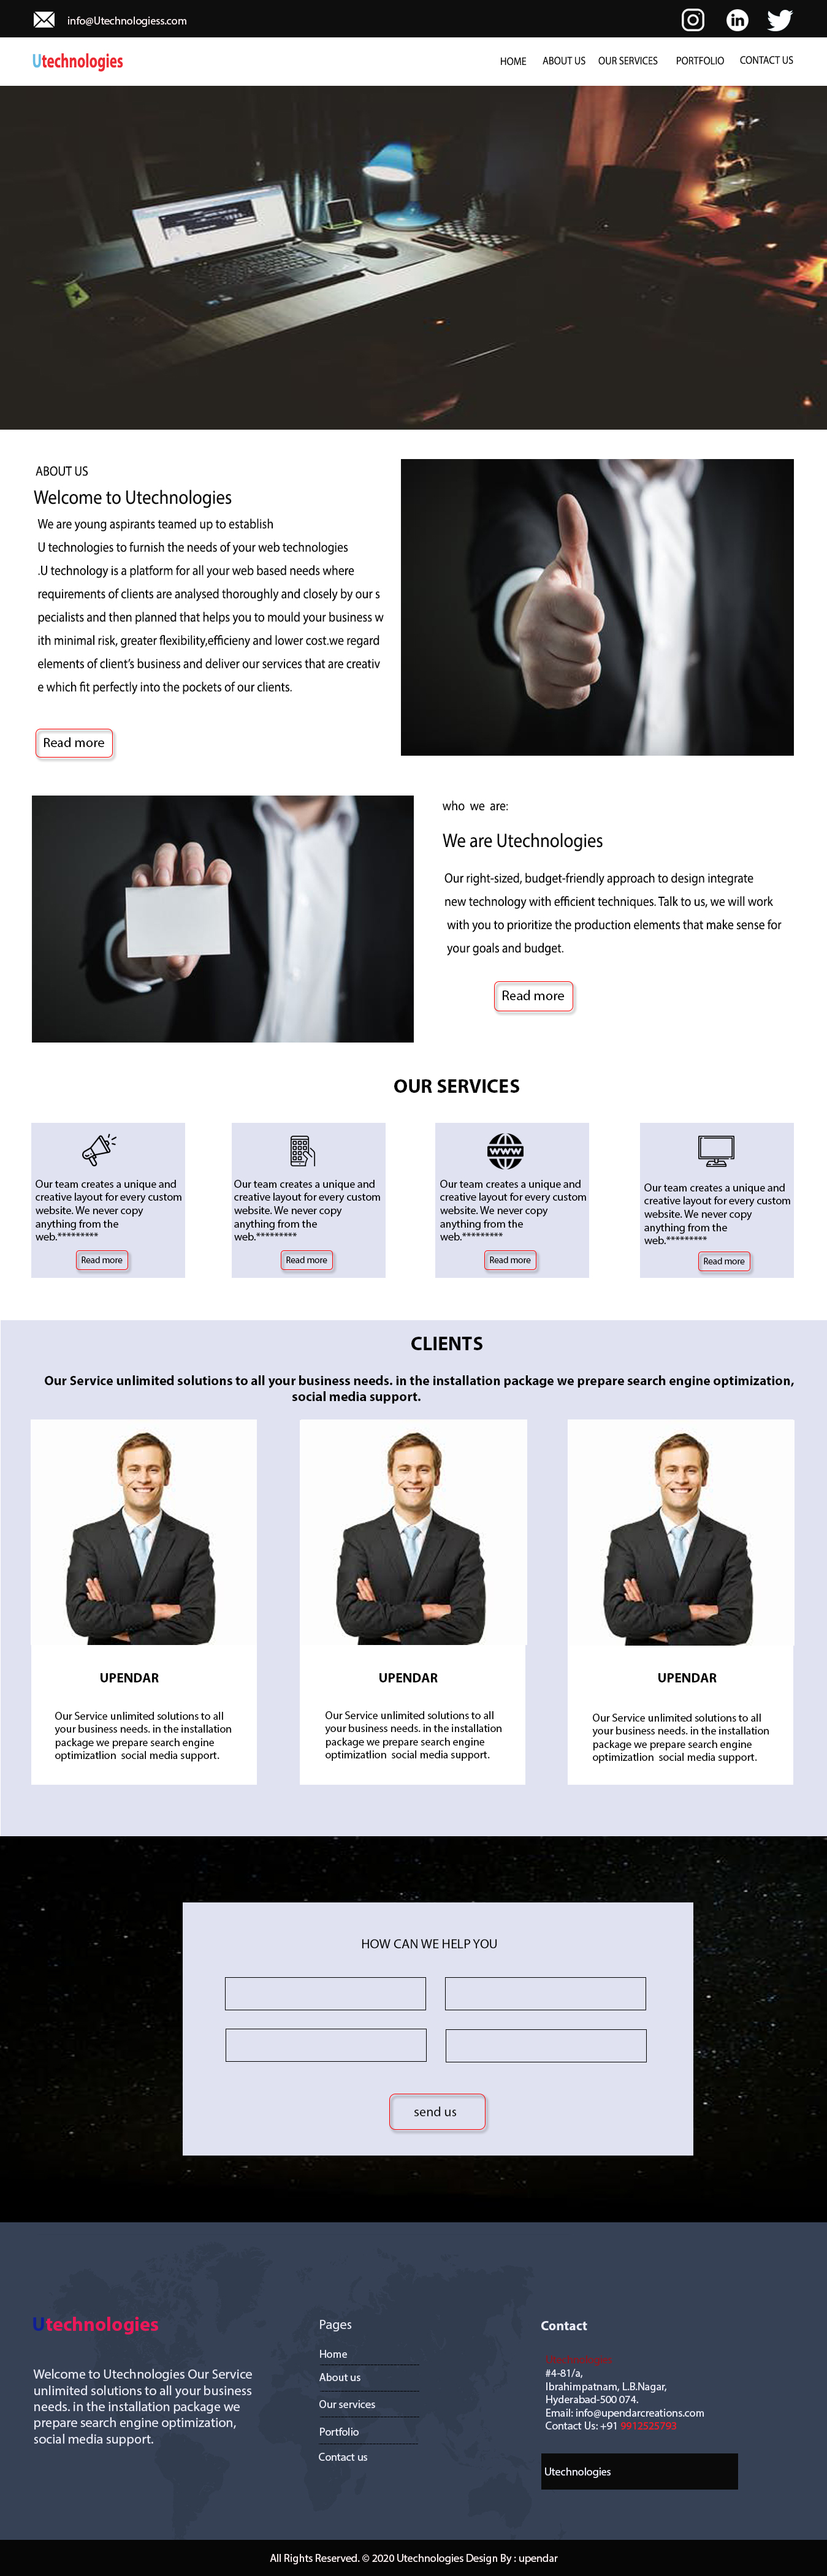 info@Utechnologiess.com
Utechnologies
HOME ABOUT US OUR SERVICES PORTFOLIO CONTACT US
ABOUT US
Welcome to Utechnologies
We are young aspirants teamed up to establish
U technologies to furnish the needs of your web technologies
.U technology is a platform for all your web based needs where
requirements of clients are analysed thoroughly and closely by our s
pecialists and then planned that helps you to mould your business w
ith minimal risk, greater flexibility,efficieny and lower cost.we regard
elements of client's business and deliver our services that are creativ
e which fit perfectly into the pockets of our clients.
Read more
who we are:
We are Utechnologies
Our right-sized, budget-friendly approach to design integrate
new technology with efficient techniques. Talk to us, we will work
with you to prioritize the production elements that make sense for
your goals and budget.
Read more
OUR SERVICES
Our team creates a unique and
creative layout for every custom
website. We never copy
anything from the
web.*********
Read more
Our team creates a unique and
creative layout for every custom
website. We never copy
anything from the
web.*********
Read more
WWW
Our team creates a unique and
creative layout for every custom
website. We never copy
anything from the
web.*********
Read more
Our team creates a unique and
creative layout for every custom
website. We never copy
anything from the
web.*********
Read more
CLIENTS
Our Service unlimited solutions to all your business needs. in the installation package we prepare search engine optimization,
social media support.
UPENDAR
Our Service unlimited solutions to all
your business needs. in the installation
package we prepare search engine
optimizatlion social media support.
UPENDAR
Our Service unlimited solutions to all
your business needs. in the installation
package we prepare search engine
optimizatlion social media support.
UPENDAR
Our Service unlimited solutions to all
your business needs. in the installation
package we prepare search engine
optimizatlion social media support.
HOW CAN WE HELP YOU
send us
Utechnologies
Welcome to Utechnologies Our Service
unlimited solutions to all your business
needs. in the installation package we
prepare search engine optimization,
social media support.
Pages
Home
About us
Our services
Portfolio
Contact us
Contact
Utechnologies
#4-81/a,
Ibrahimpatnam, L.B.Nagar,
Hyderabad-500 074.
Email: info@upendarcreations.com
Contact Us: +91 9912525793
Utechnologies
All Rights Reserved. © 2020 Utechnologies Design By : upendar